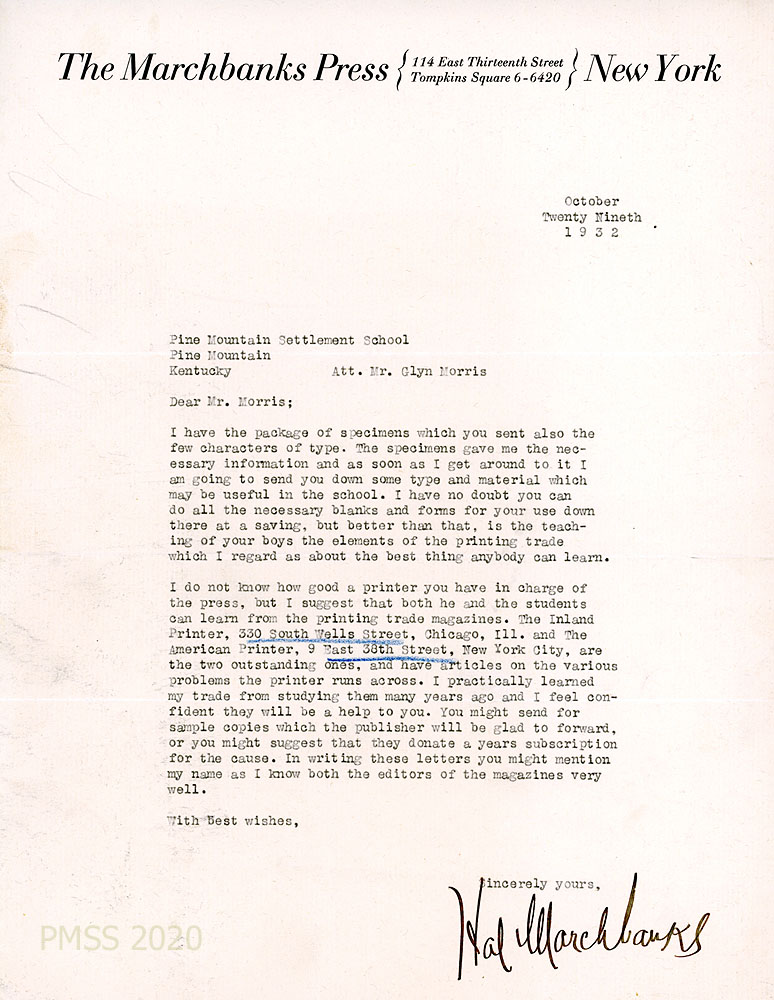 The Marchbanks Press { 114 East Thirteenth Street } New York
Tompkins Square 6-6420
October
Twenty Nineth
1 9 3 2
Pine Mountain Settlement School
Pine Mountain
Kentucky Att. Mr. Glyn Morris
Dear Mr. Morris;
I have the package of specimens which you sent also the
few characters of type. The specimens gave me the nec-
essary information and as soon as I get around to it I
am going to send you down some type and material which
may be useful in the school. I have no doubt you can
do all the necessary blanks and forms for your use down
there at a saving, but better than that, is the teach-
ing of your boys the elements of the printing trade
which I regard as about the best thing anybody can learn.
I do not know how good a printer you have in charge of
the press, but I suggest that both he and the students
can learn from the printing trade magazines. The Inland
Printer, 330 South Wells Street, Chicago, Ill. and The
American Printer, 9 East 38th Street, New York City, are
the two outstanding ones, and have articles on the various
problems the printer runs across. I practically learned
my trade from studying them many years ago and I feel con-
fident they will be a help to you. You might send for
sample copies which the publisher will be glad to forward,
or you might suggest that they donate a years subscription
for the cause. In writing these letters you might mention
my name as I know both the editors of the magazines very
well.
With best wishes,
Sincerely yours,
Hal Marchbanks
PMSS 2020